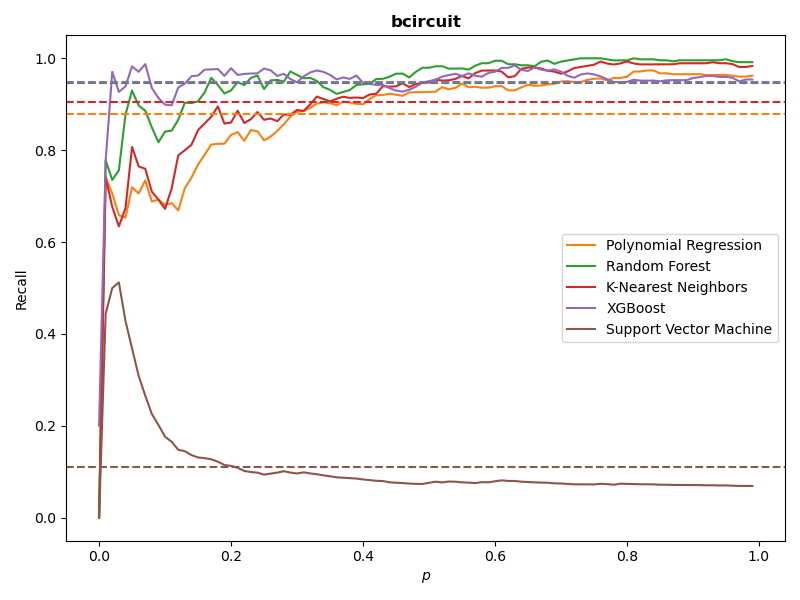 bcircuit
1.0
0.8
0.6
0.4
0.2
0.0
Recall
Polynomial Regression
Random Forest
K-Nearest Neighbors
XGBoost
Support Vector Machine
0.0 0.2 0.4 0.6 0.8 1.0
p